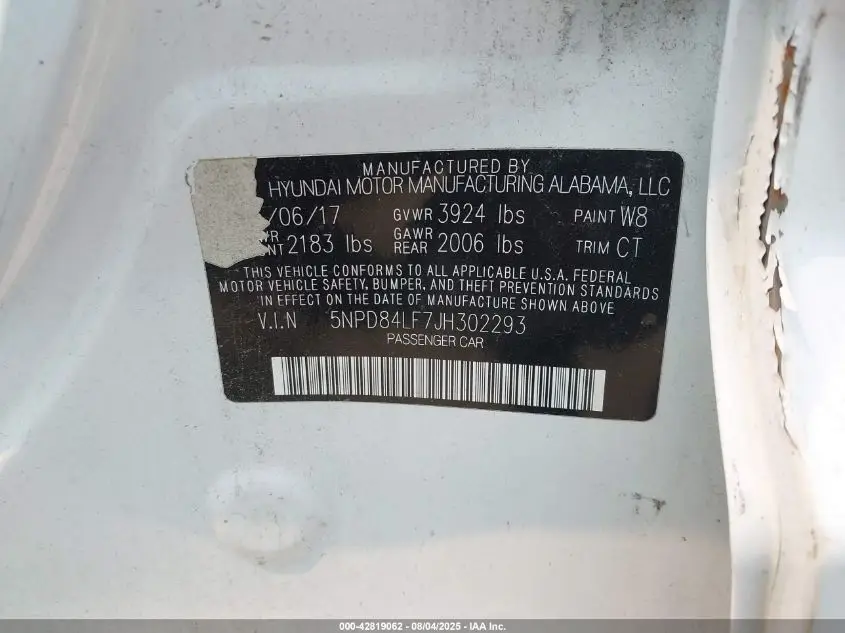 MANUFACTURED BY
HYUNDAI MOTOR MANUFACTURING ALABAMA, LLC
/06/17 GVWR 3924 lbs PAINT W8
2183 lbs GAWR REAR 2006 lbs TRIM CT
THIS VEHICLE CONFORMS TO ALL APPLICABLE U.S.A. FEDERAL
MOTOR VEHICLE SAFETY, BUMPER, AND THEFT PREVENTION STANDARDS
IN EFFECT ON THE DATE OF MANUFACTURE SHOWN ABOVE
V.I.N 5NPD84LF7JH302293
PASSENGER CAR
000-42819062 - 08/04/2025 - IAA Inc.